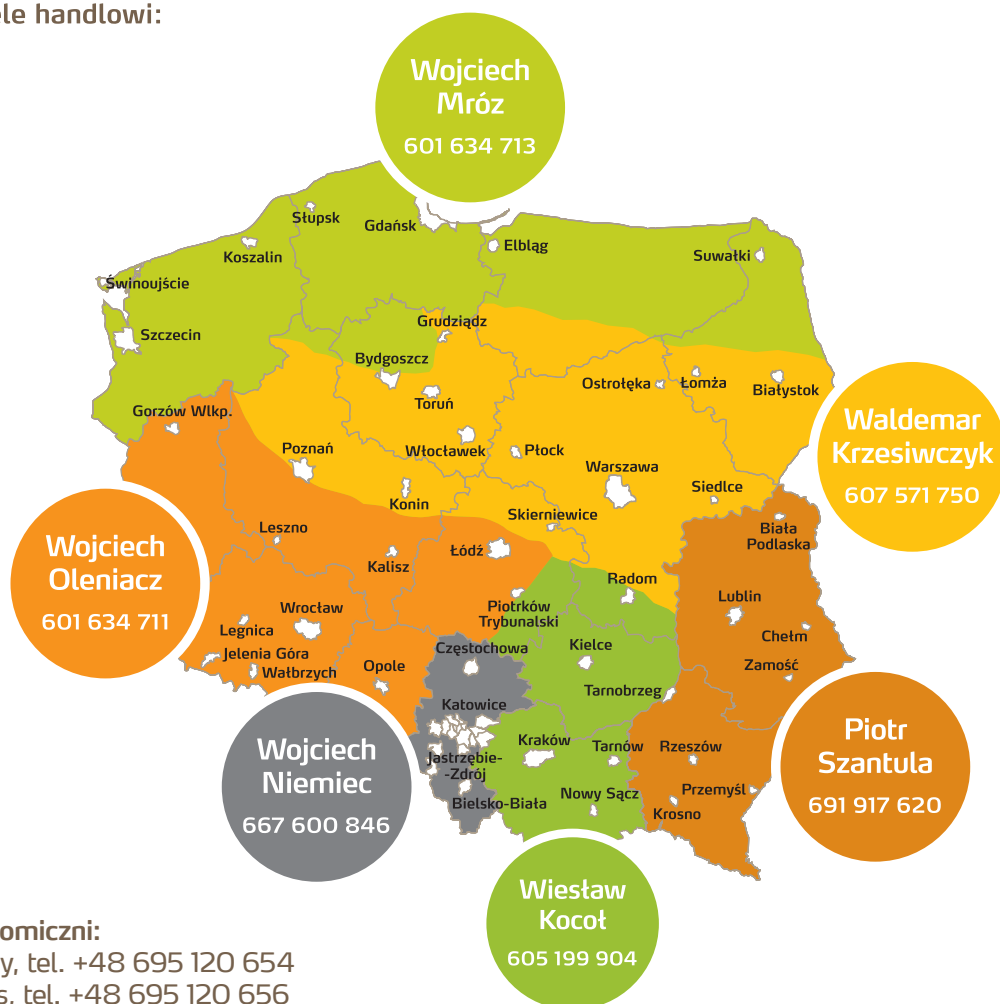 ele handlowi:
Wojciech
Mróz
601 634 713
Słupsk
Gdańsk
Koszalin
Elbląg
Suwałki
Świnoujście
Szczecin
Grudziądz
Bydgoszcz
Ostrołęka
Łomża
Białystok
Toruń
Gorzów Wlkp.
Włocławek
Płock
Poznań
Warszawa
Konin
Siedlce
Skierniewice
Waldemar
Krzesiwczyk
607 571 750
Leszno
Kalisz
Łódź
Biała
Podlaska
Wojciech
Oleniacz
601 634 711
Radom
Lublin
Piotrków
Trybunalski
Wrocław
Legnica
Chełm
Jelenia Góra
Wałbrzych
Opole
Częstochowa
Kielce
Zamość
Tarnobrzeg
Katowice
Kraków
Tarnów
Rzeszów
Jastrzębie-
-Zdrój
Bielsko-Biała
Nowy Sącz
Przemyśl
Krosno
Wojciech
Niemiec
667 600 846
Piotr
Szantula
691 917 620
Wiesław
Kocoł
605 199 904
omiczni:
y, tel. +48 695 120 654
s, tel. +48 695 120 656